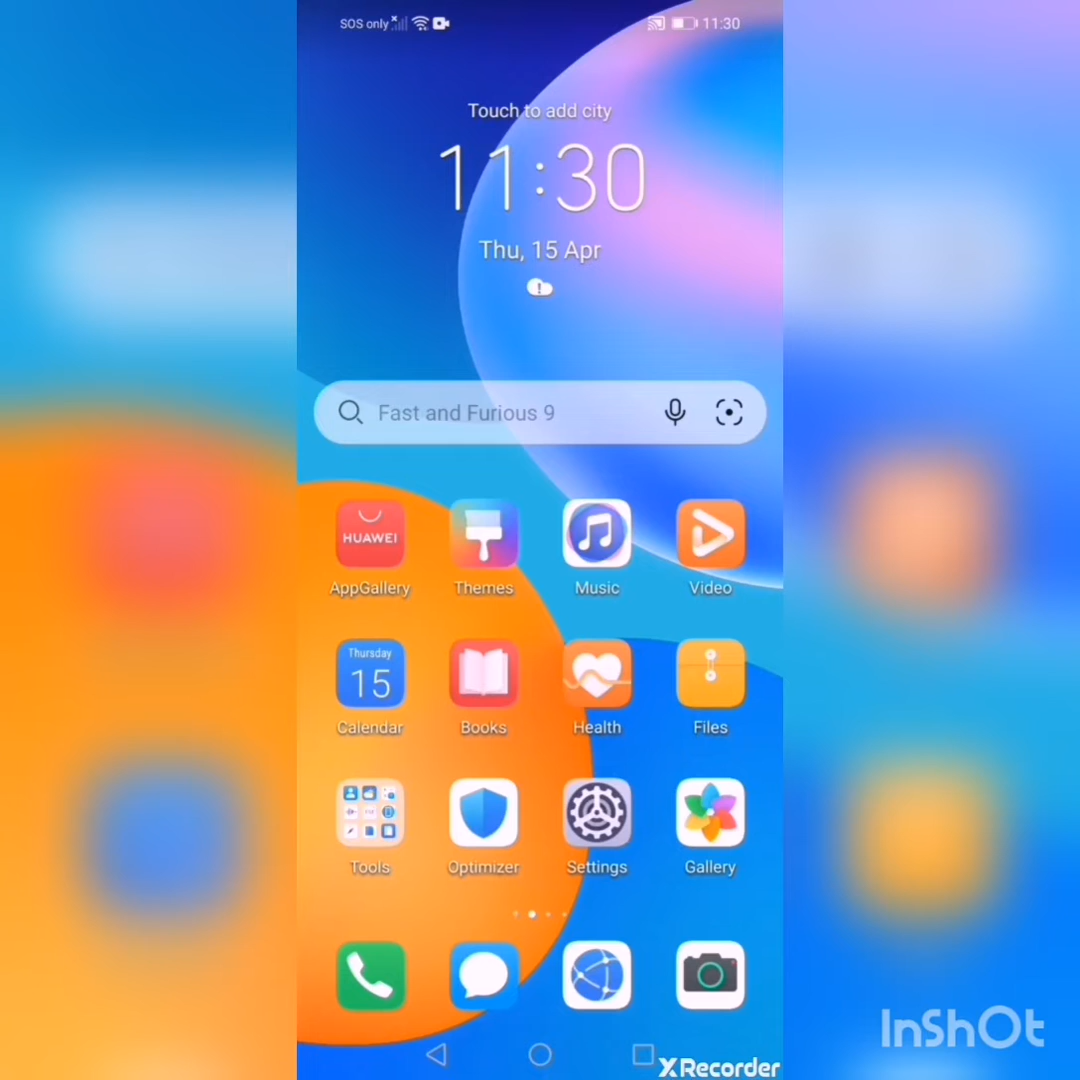 SOS only 11:30
Touch to add city
11:30
Thu, 15 Apr
Fast and Furious 9
HUAWEI
AppGallery Themes Music Video
Thursday
15
Calendar Books Health Files
Tools Optimizer Settings Gallery
InShOt
XRecorder